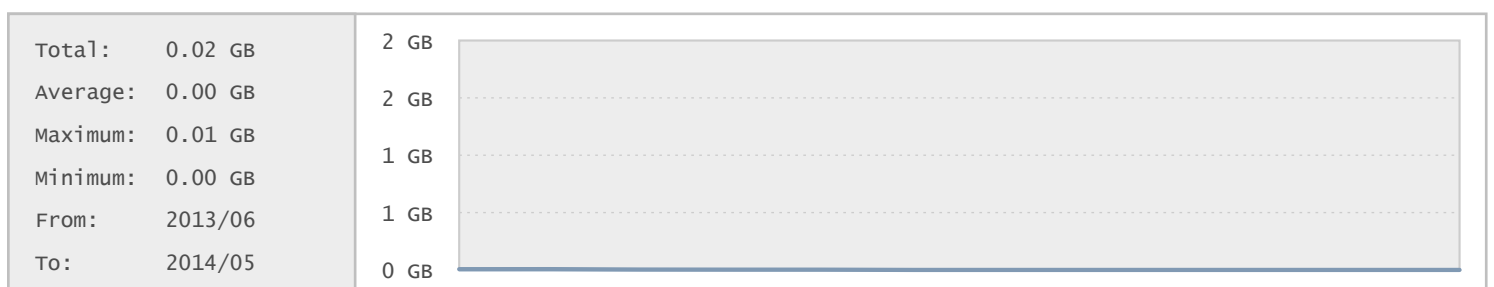 Total: 0.02 GB
Average: 0.00 GB
Maximum: 0.01 GB
Minimum: 0.00 GB
From: 2013/06
To: 2014/05
2 GB
2 GB
1 GB
1 GB
0 GB